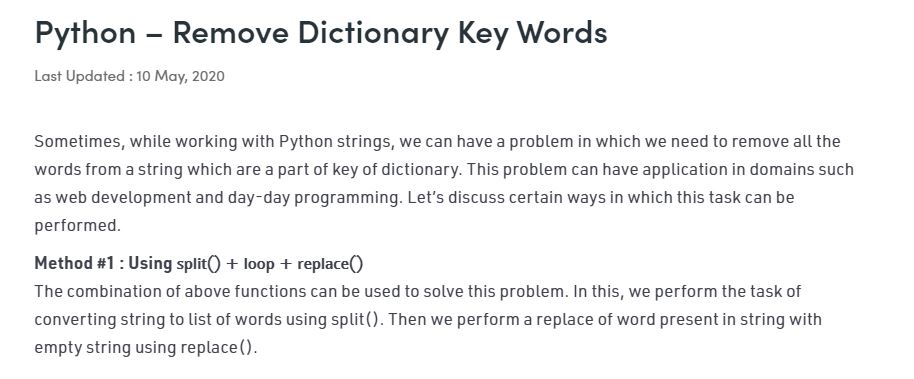 Python – Remove Dictionary Key Words
Last Updated : 10 May, 2020
Sometimes, while working with Python strings, we can have a problem in which we need to remove all the
words from a string which are a part of key of dictionary. This problem can have application in domains such
as web development and day-day programming. Let’s discuss certain ways in which this task can be
performed.
Method #1 : Using split() + loop + replace()
The combination of above functions can be used to solve this problem. In this, we perform the task of
converting string to list of words using split(). Then we perform a replace of word present in string with
empty string using replace().